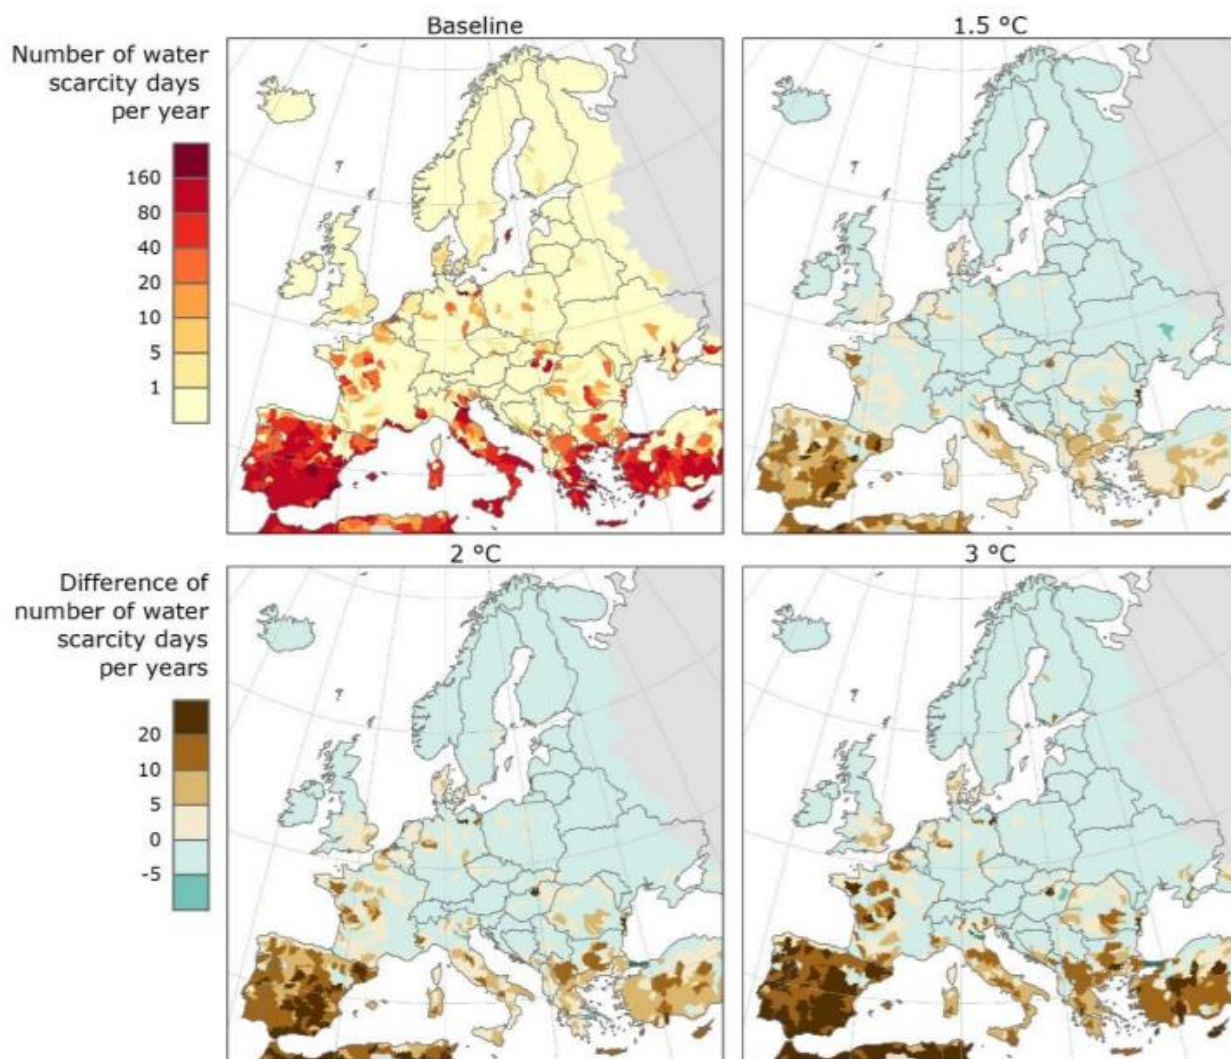 Baseline
1.5 °C
Number of water
scarcity days
per year
160
80
40
20
10
5
1
2 °C
3 °C
Difference of
number of water
scarcity days
per years
20
10
5
0
-5